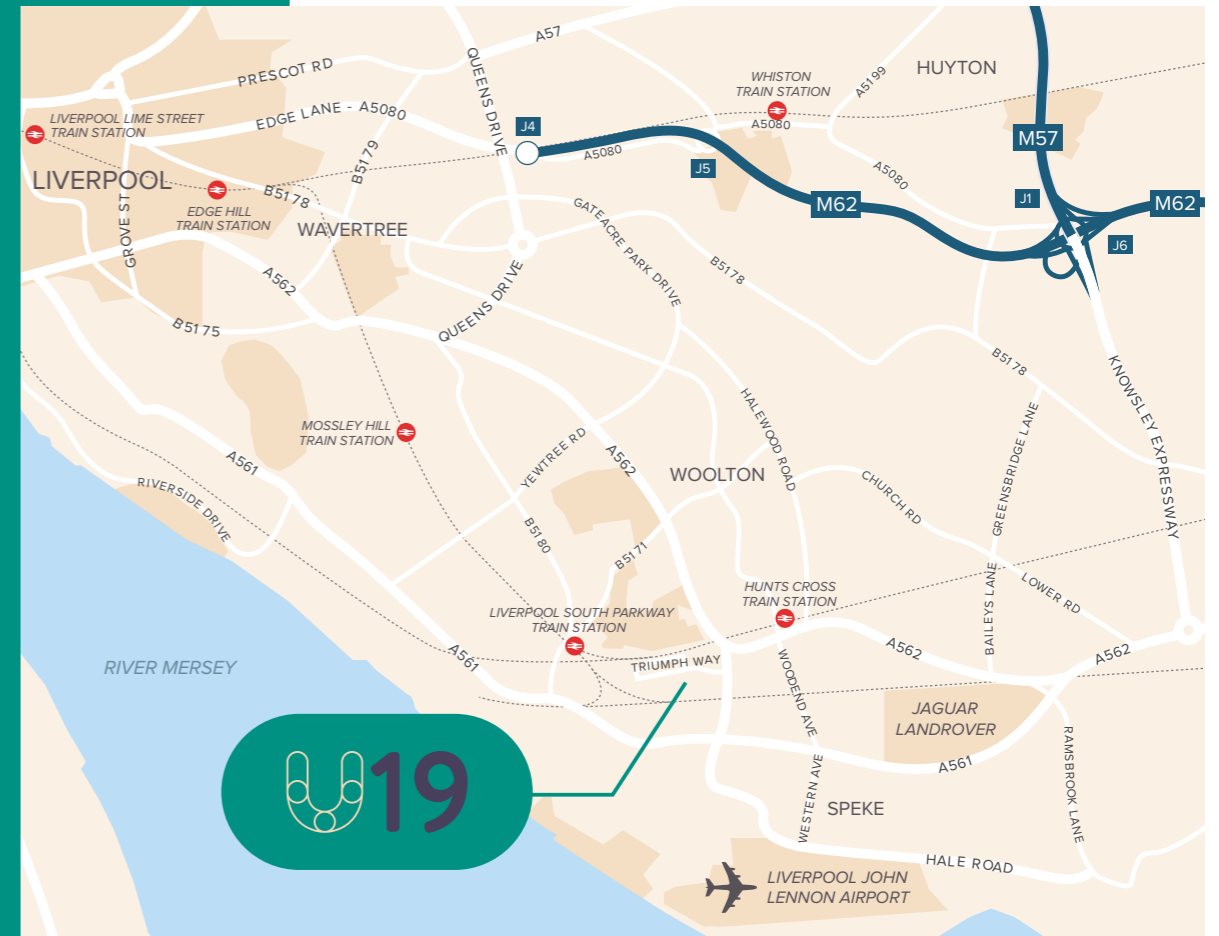 A57
PRESCOT RD
QUEENS DRIVE
WHISTON
TRAIN STATION
A5199
HUYTON
LIVERPOOL LIME STREET
TRAIN STATION
EDGE LANE - A5080
J4
A5080
A5080
M57
B5179
J5
LIVERPOOL
B5178
A5080
EDGE HILL
TRAIN STATION
GROVE ST
WAVERTREE
GATEACRE PARK DRIVE
M62
J1
M62
J6
A562
QUEENS DRIVE
B5178
B5175
B5178
KNOWSLEY EXPRESSWAY
MOSSLEY HILL
TRAIN STATION
HALEWOOD ROAD
GREENSBRIDGE LANE
A561
YEWTREE RD
A562
WOOLTON
RIVERSIDE DRIVE
CHURCH RD
B5180
B5171
HUNTS CROSS
TRAIN STATION
BAILEYS LANE
LOWER RD
LIVERPOOL SOUTH PARKWAY
TRAIN STATION
RIVER MERSEY
A561
TRIUMPH WAY
A562
A562
WOODEND AVE
JAGUAR
LANDROVER
RAMSBROOK LANE
A561
U19
WESTERN AVE
SPEKE
HALE ROAD
LIVERPOOL JOHN
LENNON AIRPORT